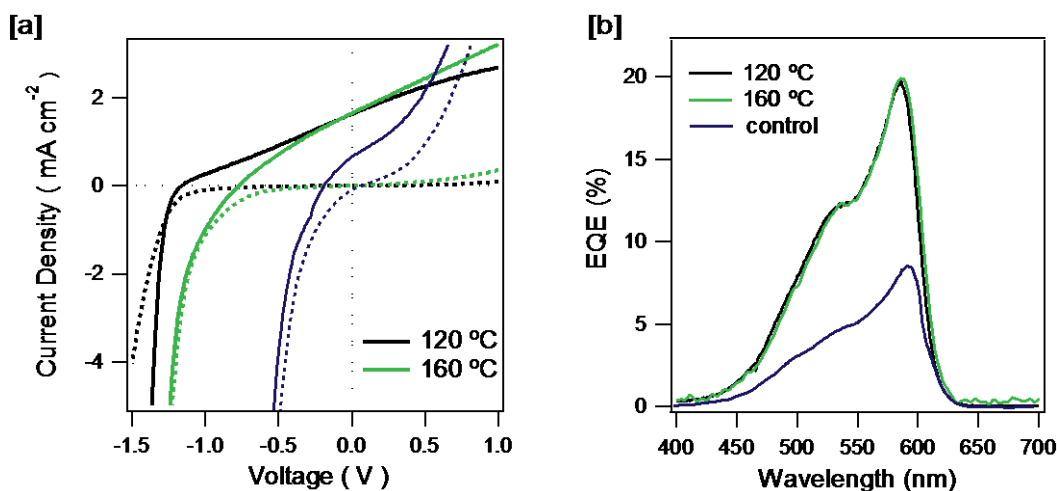 [a]
Current Density ( mA cm⁻²
2
0
-2
-4
-1.5 -1.0 -0.5 0.0 0.5 1.0
Voltage ( V )
120 ºC
160 ºC
[b]
EQE (%)
20
15
10
5
0
400 450 500 550 600 650 700
Wavelength (nm)
120 ºC
160 ºC
control